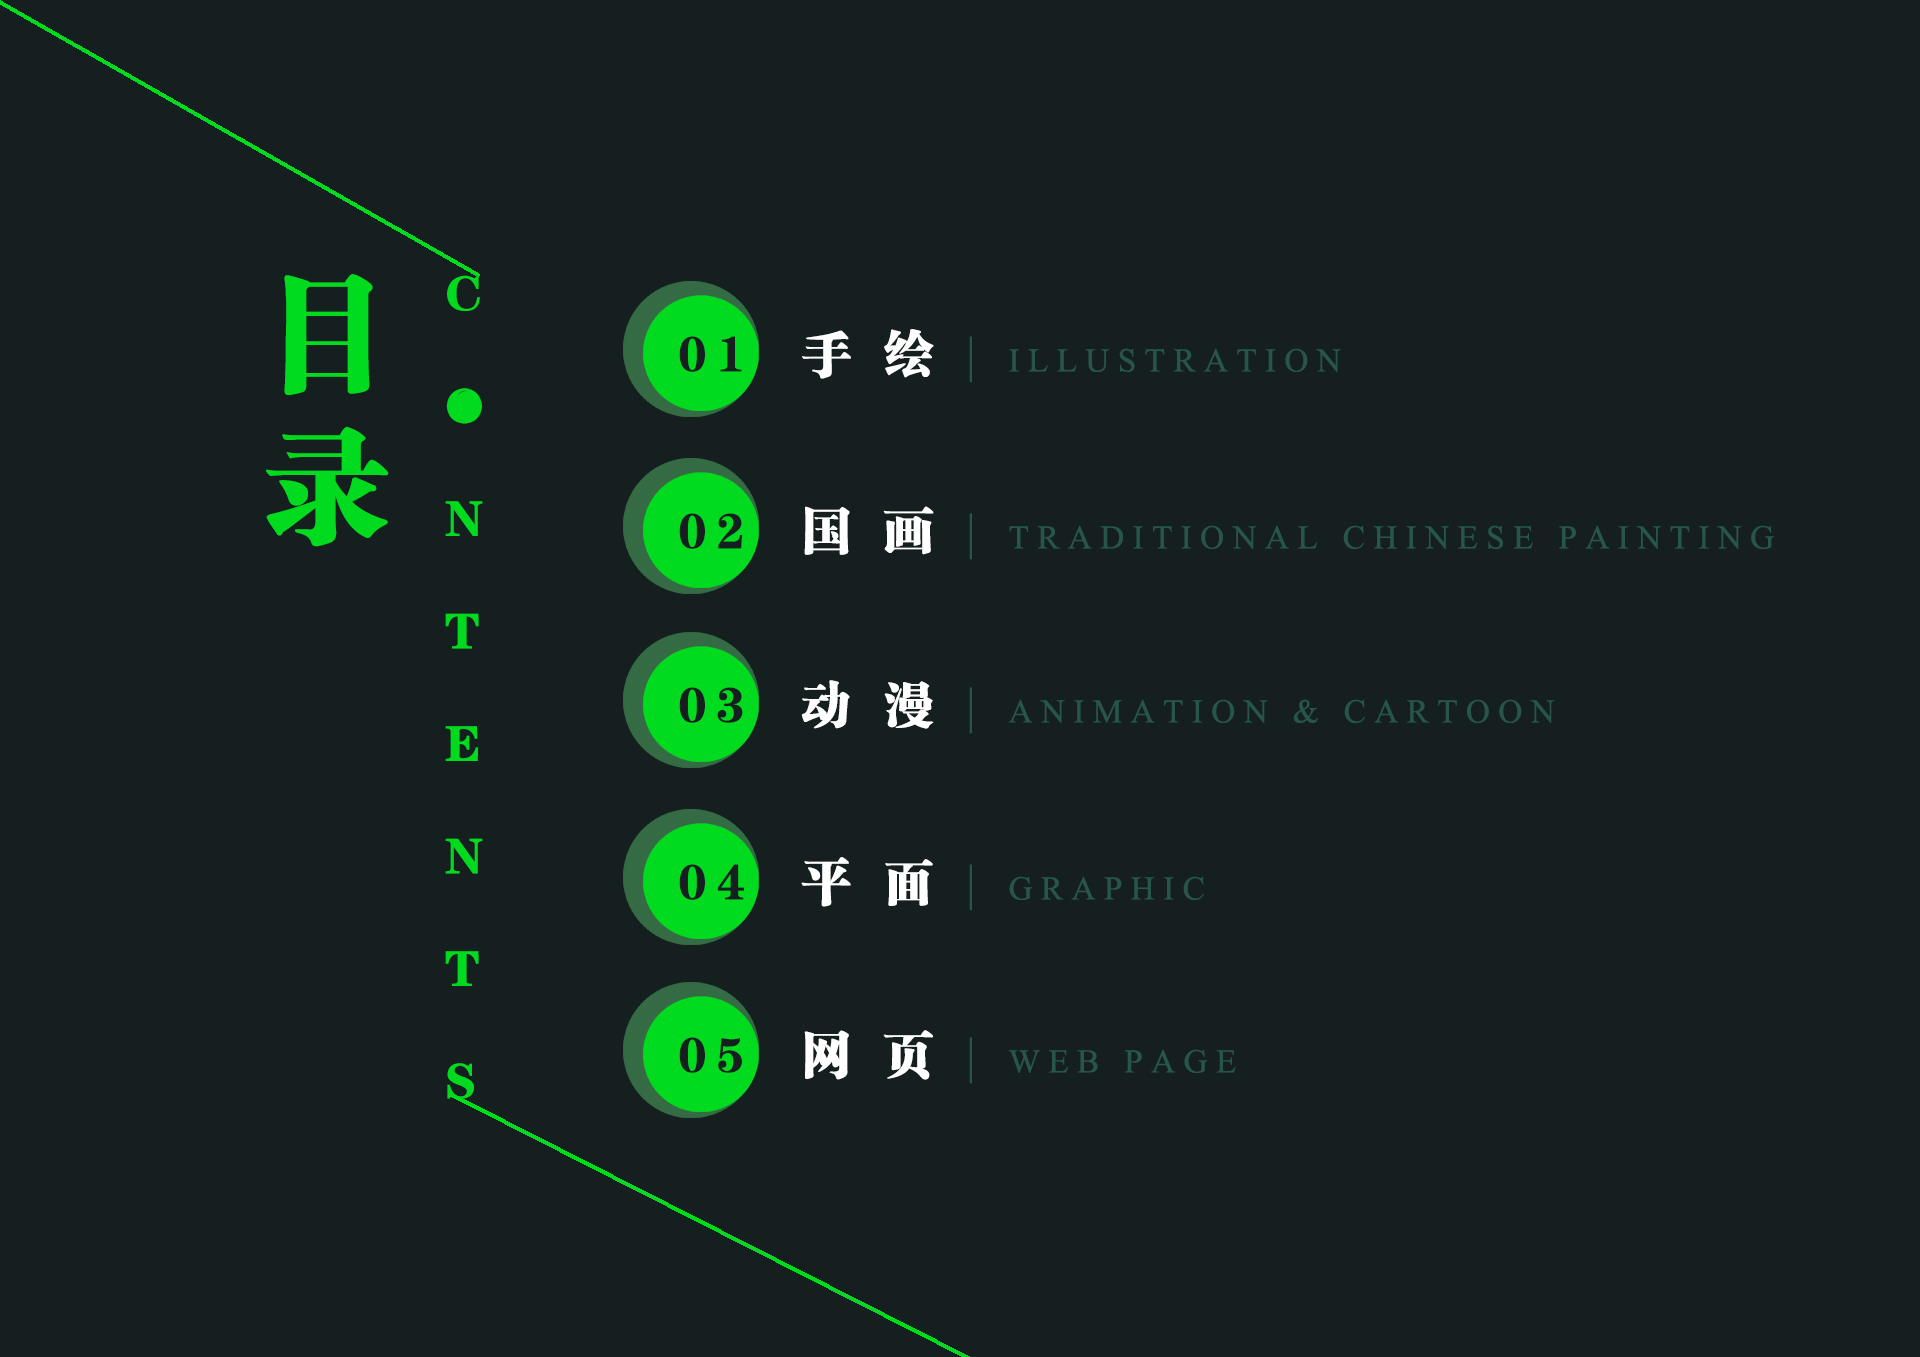 目录
C●NTENTS
01 手绘 | ILLUSTRATION
02 国画 | TRADITIONAL CHINESE PAINTING
03 动漫 | ANIMATION & CARTOON
04 平面 | GRAPHIC
05 网页 | WEB PAGE